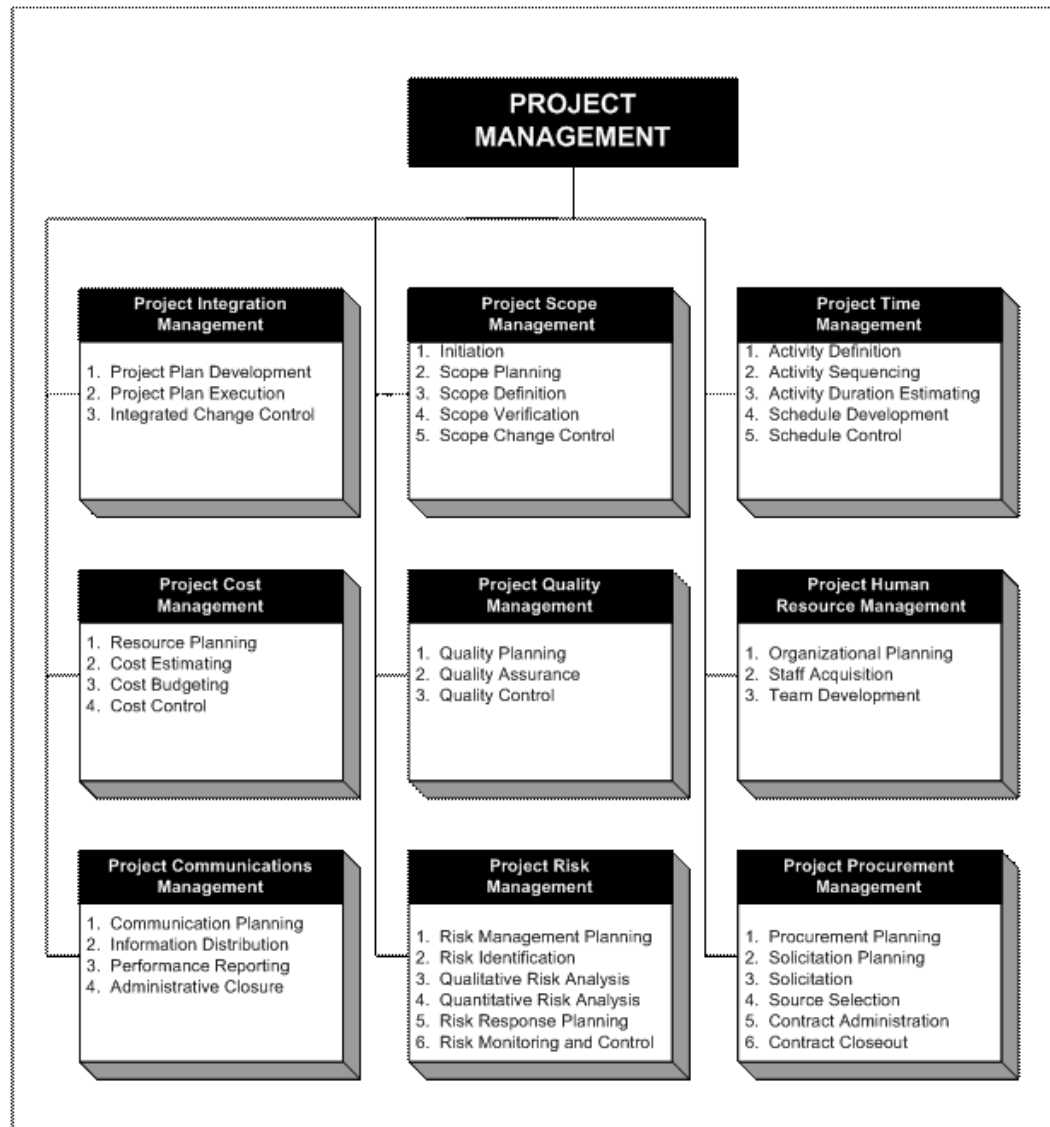 PROJECT
MANAGEMENT
Project Integration
Management
1. Project Plan Development
2. Project Plan Execution
3. Integrated Change Control
Project Scope
Management
1. Initiation
2. Scope Planning
3. Scope Definition
4. Scope Verification
5. Scope Change Control
Project Time
Management
1. Activity Definition
2. Activity Sequencing
3. Activity Duration Estimating
4. Schedule Development
5. Schedule Control
Project Cost
Management
1. Resource Planning
2. Cost Estimating
3. Cost Budgeting
4. Cost Control
Project Quality
Management
1. Quality Planning
2. Quality Assurance
3. Quality Control
Project Human
Resource Management
1. Organizational Planning
2. Staff Acquisition
3. Team Development
Project Communications
Management
1. Communication Planning
2. Information Distribution
3. Performance Reporting
4. Administrative Closure
Project Risk
Management
1. Risk Management Planning
2. Risk Identification
3. Qualitative Risk Analysis
4. Quantitative Risk Analysis
5. Risk Response Planning
6. Risk Monitoring and Control
Project Procurement
Management
1. Procurement Planning
2. Solicitation Planning
3. Solicitation
4. Source Selection
5. Contract Administration
6. Contract Closeout